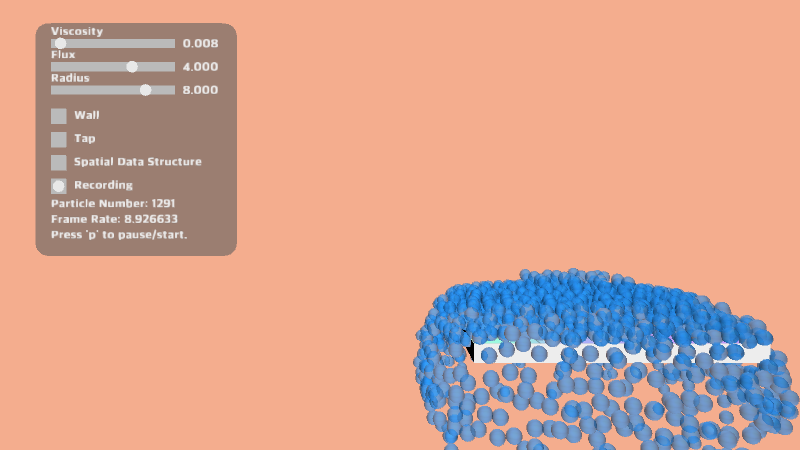 Viscosity
0.008
Flux
4.000
Radius
8.000
Wall
Tap
Spatial Data Structure
Recording
Particle Number: 1291
Frame Rate: 8.926633
Press 'p' to pause/start.